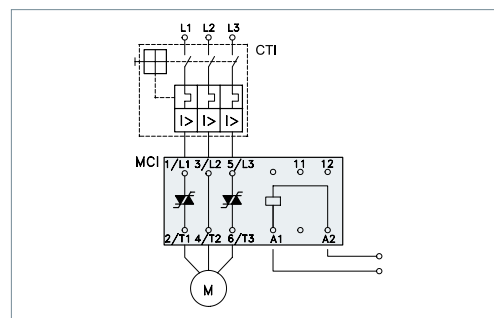 L1 L2 L3
CTI
I> I> I>
MCI 1/L1 3/L2 5/L3 11 12
2/T1 4/T2 6/T3 A1 A2
M